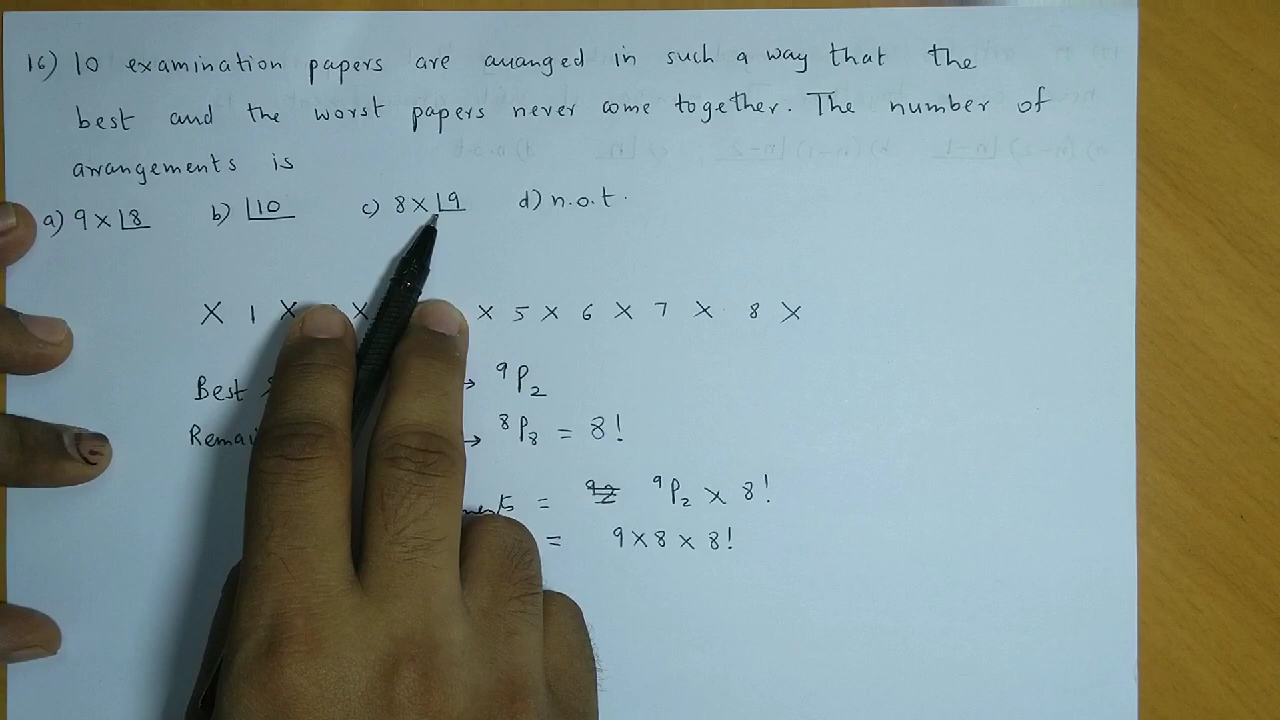 16) 10 examination papers are arranged in such a way that the
best and the worst papers never come together. The number of
arrangements is
a) 9 × |8 b) |10 c) 8 × |9 d) n.o.t.
X 1 X X X 5 X 6 X 7 X 8 X
Best → ⁹P₂
→ ⁸P₈ = 8!
= ⁹P₂ × 8!
= 9 × 8 × 8!